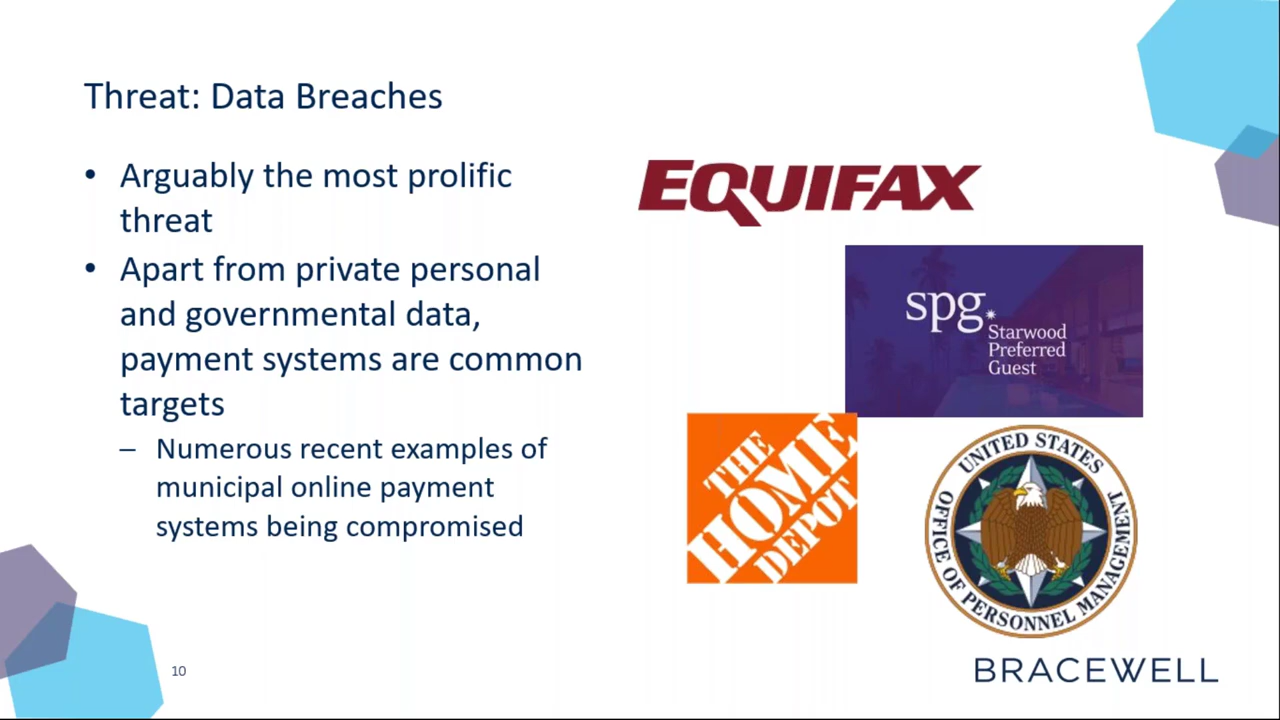 Threat: Data Breaches
• Arguably the most prolific
threat
• Apart from private personal
and governmental data,
payment systems are common
targets
– Numerous recent examples of
municipal online payment
systems being compromised
EQUIFAX
spg.
Starwood
Preferred
Guest
THE
HOME
DEPOT
UNITED STATES
OFFICE OF PERSONNEL MANAGEMENT
10
BRACEWELL